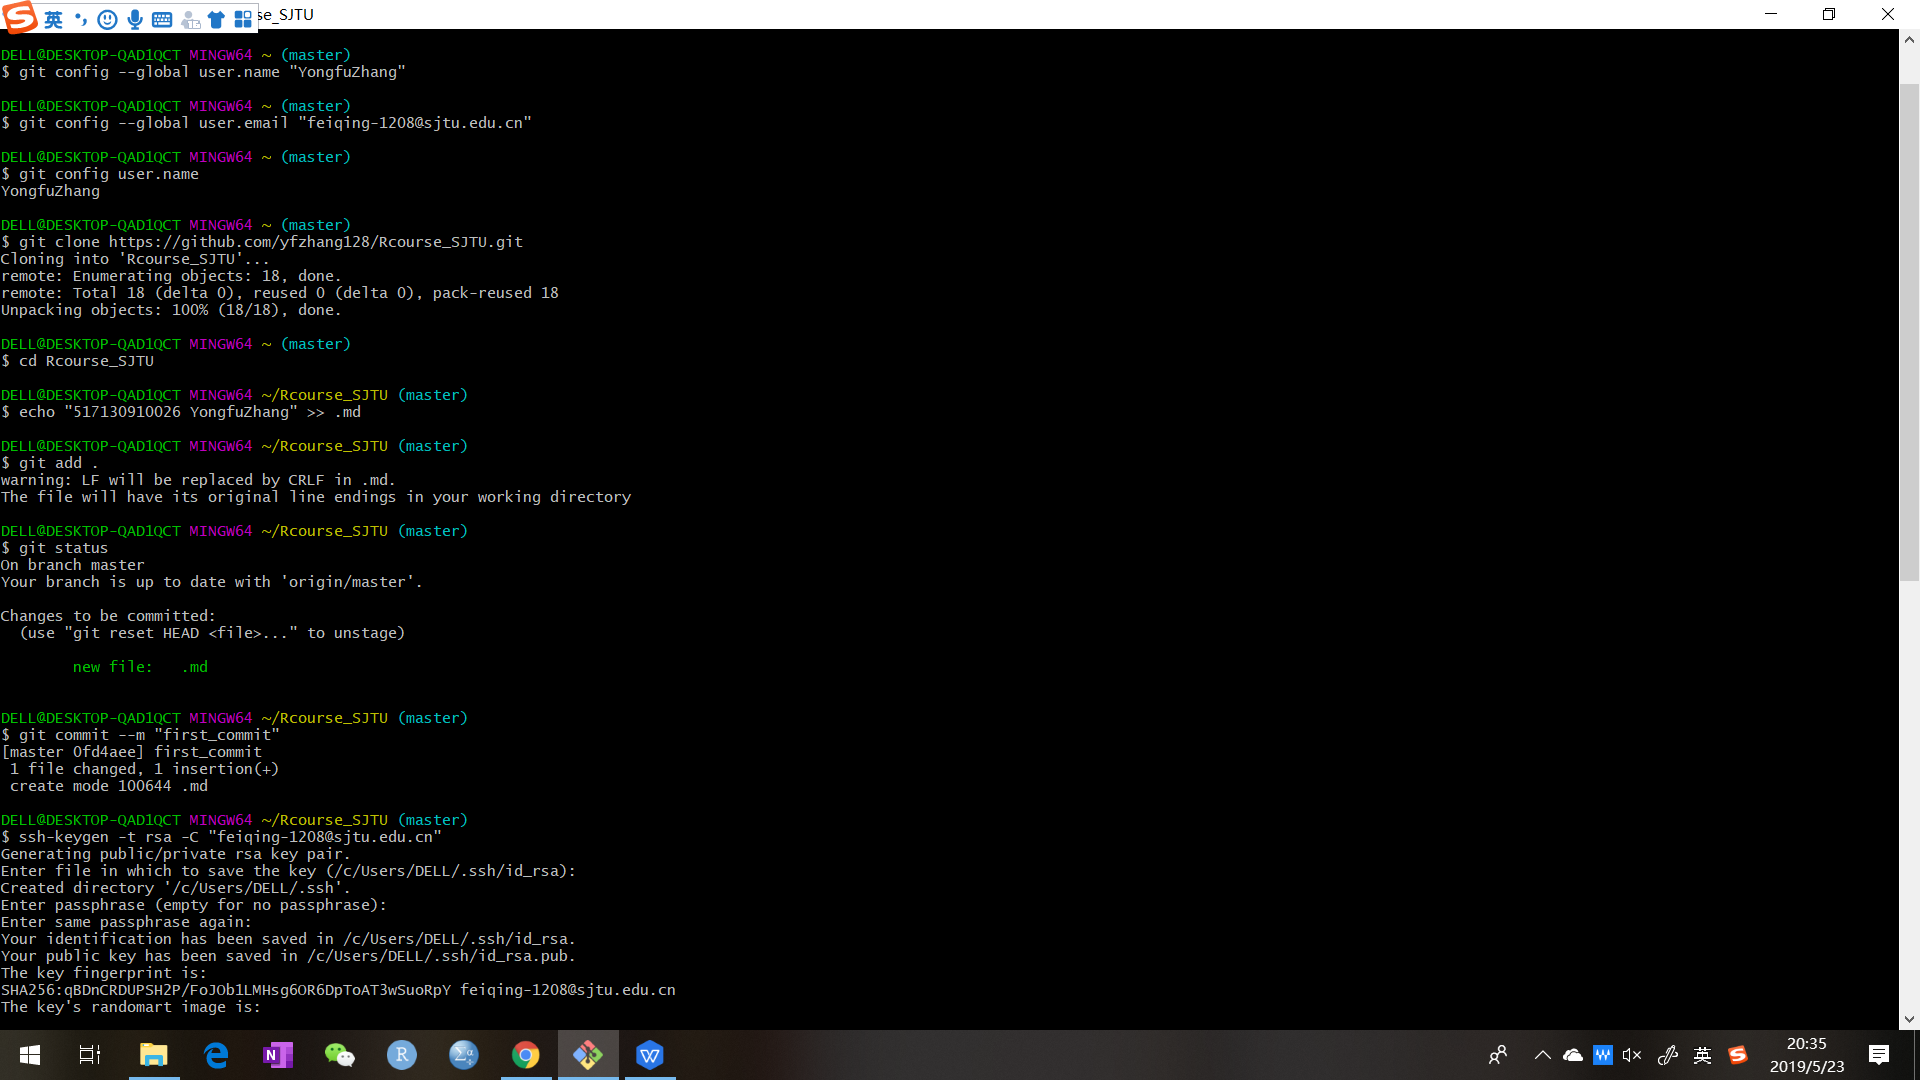 英
se_SJTU
DELL@DESKTOP-QAD1QCT MINGW64 ~ (master)
$ git config --global user.name "YongfuZhang"
DELL@DESKTOP-QAD1QCT MINGW64 ~ (master)
$ git config --global user.email "feiqing-1208@sjtu.edu.cn"
DELL@DESKTOP-QAD1QCT MINGW64 ~ (master)
$ git config user.name
YongfuZhang
DELL@DESKTOP-QAD1QCT MINGW64 ~ (master)
$ git clone https://github.com/yfzhang128/Rcourse_SJTU.git
Cloning into 'Rcourse_SJTU'...
remote: Enumerating objects: 18, done.
remote: Total 18 (delta 0), reused 0 (delta 0), pack-reused 18
Unpacking objects: 100% (18/18), done.
DELL@DESKTOP-QAD1QCT MINGW64 ~ (master)
$ cd Rcourse_SJTU
DELL@DESKTOP-QAD1QCT MINGW64 ~/Rcourse_SJTU (master)
$ echo "517130910026 YongfuZhang" >> .md
DELL@DESKTOP-QAD1QCT MINGW64 ~/Rcourse_SJTU (master)
$ git add .
warning: LF will be replaced by CRLF in .md.
The file will have its original line endings in your working directory
DELL@DESKTOP-QAD1QCT MINGW64 ~/Rcourse_SJTU (master)
$ git status
On branch master
Your branch is up to date with 'origin/master'.
Changes to be committed:
  (use "git reset HEAD <file>..." to unstage)
        new file:   .md
DELL@DESKTOP-QAD1QCT MINGW64 ~/Rcourse_SJTU (master)
$ git commit --m "first_commit"
[master 0fd4aee] first_commit
 1 file changed, 1 insertion(+)
 create mode 100644 .md
DELL@DESKTOP-QAD1QCT MINGW64 ~/Rcourse_SJTU (master)
$ ssh-keygen -t rsa -C "feiqing-1208@sjtu.edu.cn"
Generating public/private rsa key pair.
Enter file in which to save the key (/c/Users/DELL/.ssh/id_rsa):
Created directory '/c/Users/DELL/.ssh'.
Enter passphrase (empty for no passphrase):
Enter same passphrase again:
Your identification has been saved in /c/Users/DELL/.ssh/id_rsa.
Your public key has been saved in /c/Users/DELL/.ssh/id_rsa.pub.
The key fingerprint is:
SHA256:qBDnCRDUPSH2P/FoJOb1LMHsg6OR6DpToAT3wSuoRpY feiqing-1208@sjtu.edu.cn
The key's randomart image is:
英
20:35
2019/5/23